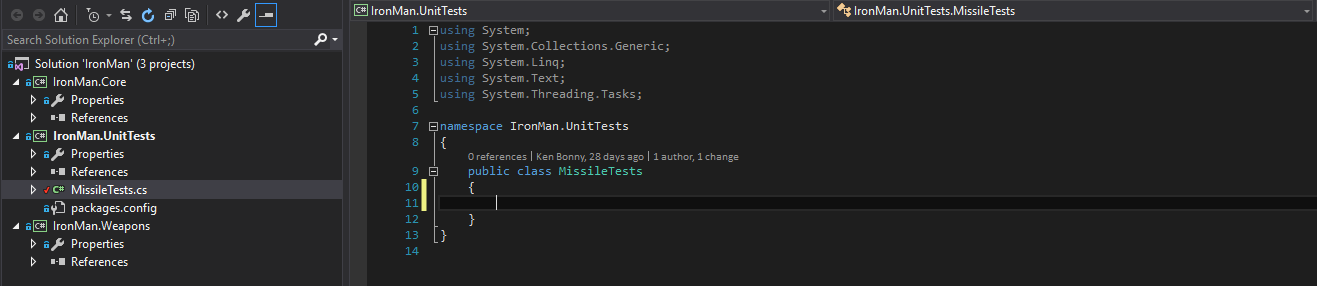 Search Solution Explorer (Ctrl+;)
Solution 'IronMan' (3 projects)
C# IronMan.Core
Properties
References
C# IronMan.UnitTests
Properties
References
C# MissileTests.cs
packages.config
C# IronMan.Weapons
Properties
References
C# IronMan.UnitTests
IronMan.UnitTests.MissileTests
1 using System;
2 using System.Collections.Generic;
3 using System.Linq;
4 using System.Text;
5 using System.Threading.Tasks;
6
7 namespace IronMan.UnitTests
8 {
0 references | Ken Bonny, 28 days ago | 1 author, 1 change
9 public class MissileTests
10 {
11
12 }
13 }
14